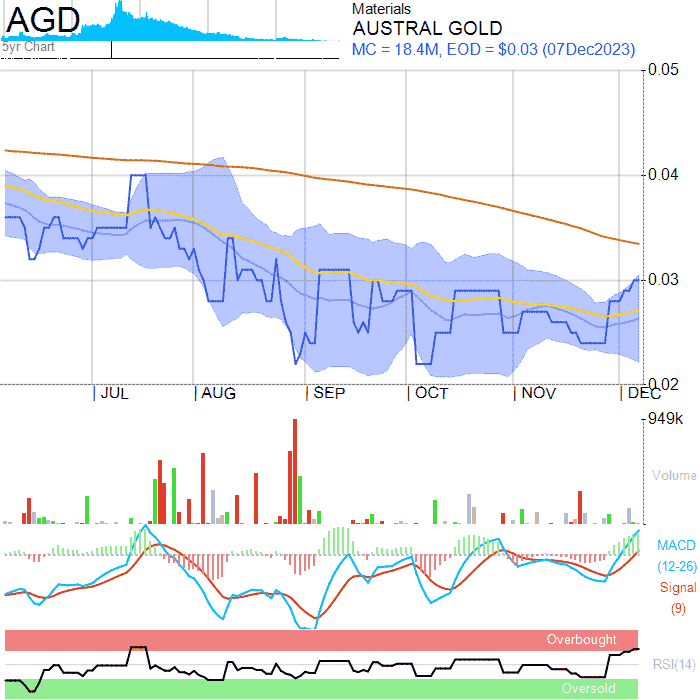 AGD
5yr Chart
Materials
AUSTRAL GOLD
MC = 18.4M, EOD = $0.03 (07Dec2023)
0.05
0.04
0.03
0.02
JUL AUG SEP OCT NOV DEC
949k
Volume
MACD
(12-26)
Signal
(9)
Overbought
RSI(14)
Oversold